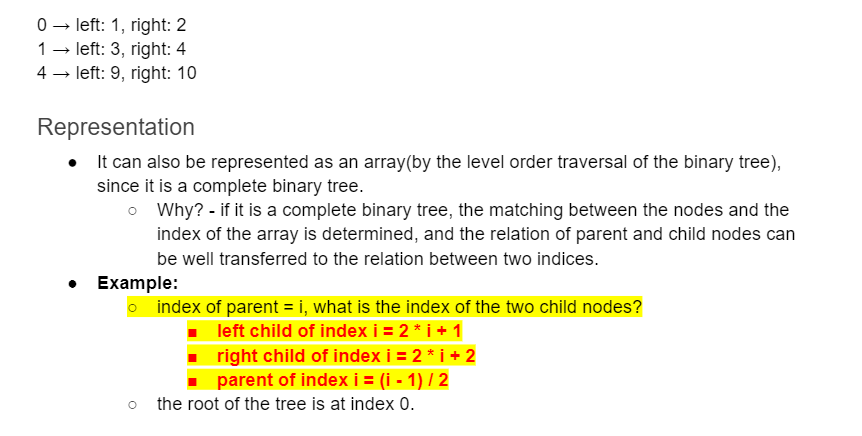 0 → left: 1, right: 2
1 → left: 3, right: 4
4 → left: 9, right: 10
Representation
● It can also be represented as an array(by the level order traversal of the binary tree),
since it is a complete binary tree.
○ Why? - if it is a complete binary tree, the matching between the nodes and the
index of the array is determined, and the relation of parent and child nodes can
be well transferred to the relation between two indices.
● Example:
○ index of parent = i, what is the index of the two child nodes?
■ left child of index i = 2 * i + 1
■ right child of index i = 2 * i + 2
■ parent of index i = (i - 1) / 2
○ the root of the tree is at index 0.